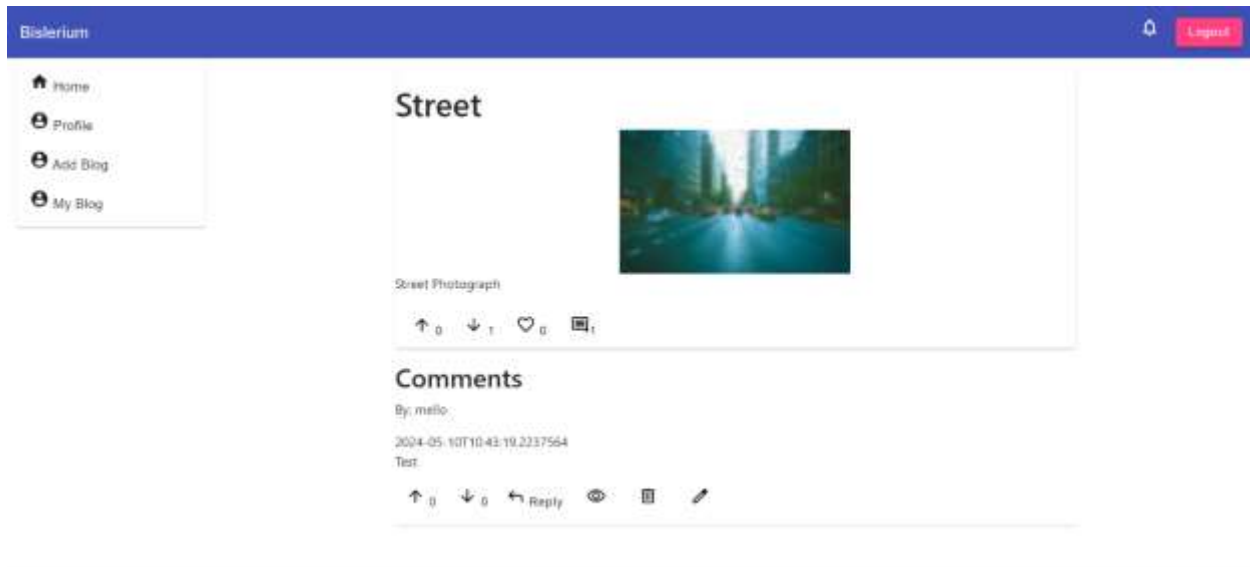 Bislerium
Logout
Home
Profile
Add Blog
My Blog
Street
Street Photograph
0 1 0 1
Comments
By: mello
2024-05-10T10:43:19.2237564
Test
0 0 Reply